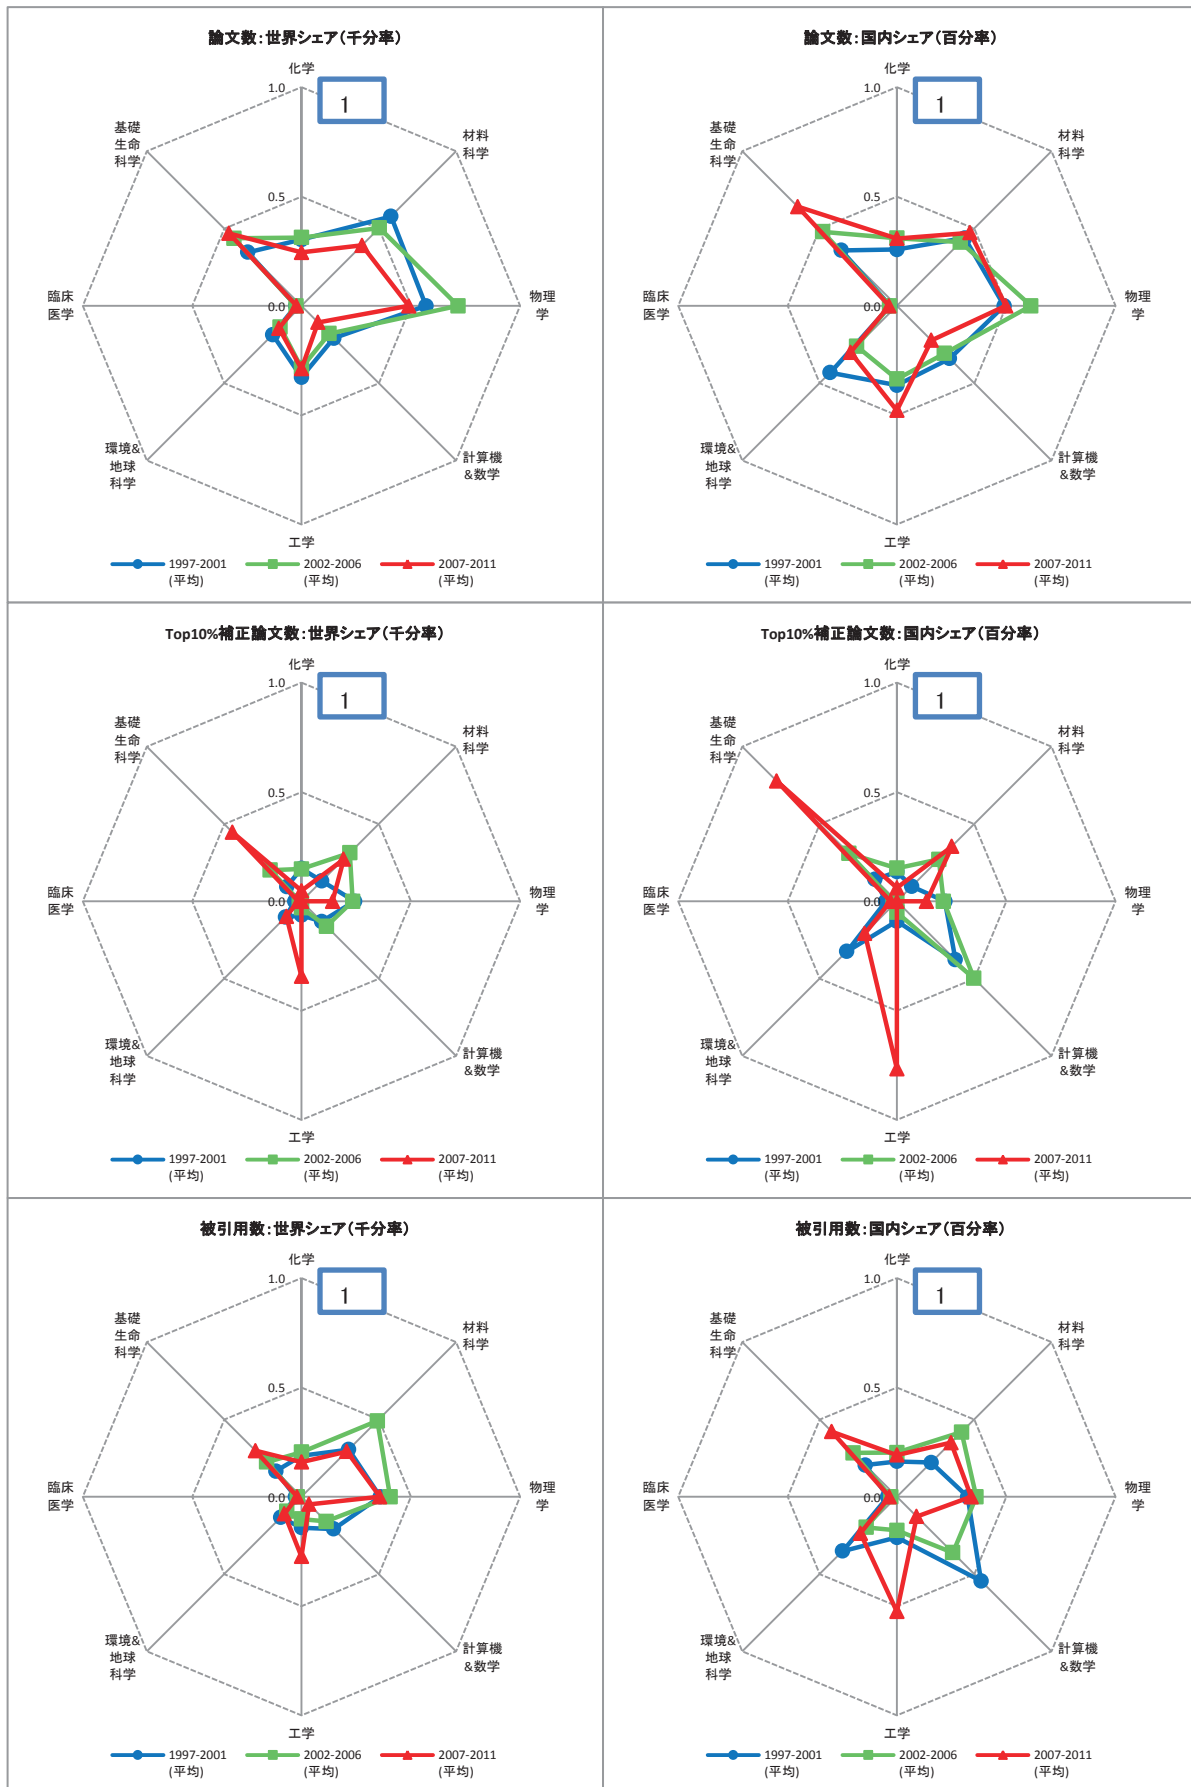 論文数：世界シェア（千分率）
化学
1.0
1
材料
科学
基礎
生命
科学
0.5
臨床
医学
0.0
物理
学
環境&
地球
科学
計算機
&数学
工学
1997-2001
(平均)
2002-2006
(平均)
2007-2011
(平均)
論文数：国内シェア（百分率）
化学
1.0
1
材料
科学
基礎
生命
科学
0.5
臨床
医学
0.0
物理
学
環境&
地球
科学
計算機
&数学
工学
1997-2001
(平均)
2002-2006
(平均)
2007-2011
(平均)
Top10%補正論文数：世界シェア（千分率）
化学
1.0
1
材料
科学
基礎
生命
科学
0.5
臨床
医学
0.0
物理
学
環境&
地球
科学
計算機
&数学
工学
1997-2001
(平均)
2002-2006
(平均)
2007-2011
(平均)
Top10%補正論文数：国内シェア（百分率）
化学
1.0
1
材料
科学
基礎
生命
科学
0.5
臨床
医学
0.0
物理
学
環境&
地球
科学
計算機
&数学
工学
1997-2001
(平均)
2002-2006
(平均)
2007-2011
(平均)
被引用数：世界シェア（千分率）
化学
1.0
1
材料
科学
基礎
生命
科学
0.5
臨床
医学
0.0
物理
学
環境&
地球
科学
計算機
&数学
工学
1997-2001
(平均)
2002-2006
(平均)
2007-2011
(平均)
被引用数：国内シェア（百分率）
化学
1.0
1
材料
科学
基礎
生命
科学
0.5
臨床
医学
0.0
物理
学
環境&
地球
科学
計算機
&数学
工学
1997-2001
(平均)
2002-2006
(平均)
2007-2011
(平均)